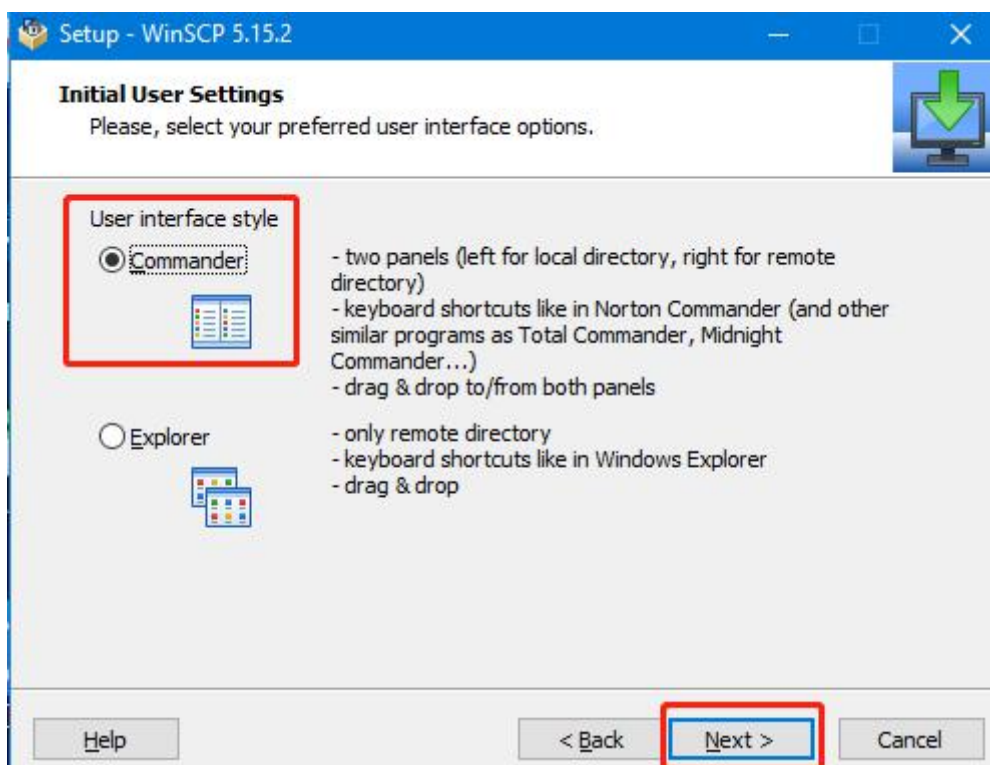 Setup - WinSCP 5.15.2
Initial User Settings
Please, select your preferred user interface options.
User interface style
Commander
- two panels (left for local directory, right for remote
directory)
- keyboard shortcuts like in Norton Commander (and other
similar programs as Total Commander, Midnight
Commander...)
- drag & drop to/from both panels
Explorer
- only remote directory
- keyboard shortcuts like in Windows Explorer
- drag & drop
Help
< Back
Next >
Cancel